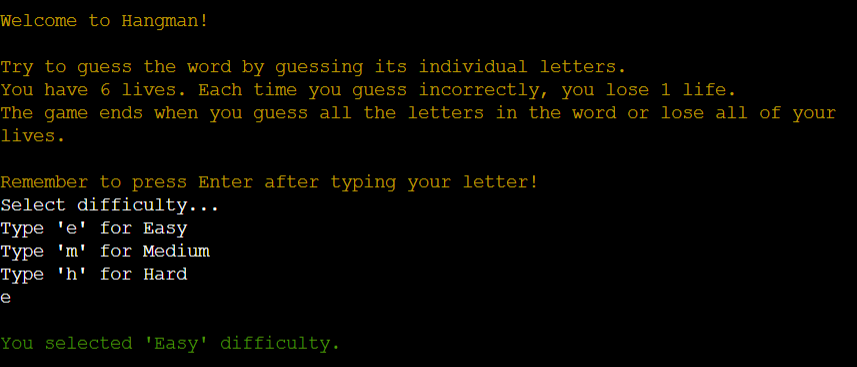 Welcome to Hangman!
Try to guess the word by guessing its individual letters.
You have 6 lives. Each time you guess incorrectly, you lose 1 life.
The game ends when you guess all the letters in the word or lose all of your
lives.
Remember to press Enter after typing your letter!
Select difficulty...
Type 'e' for Easy
Type 'm' for Medium
Type 'h' for Hard
e
You selected 'Easy' difficulty.